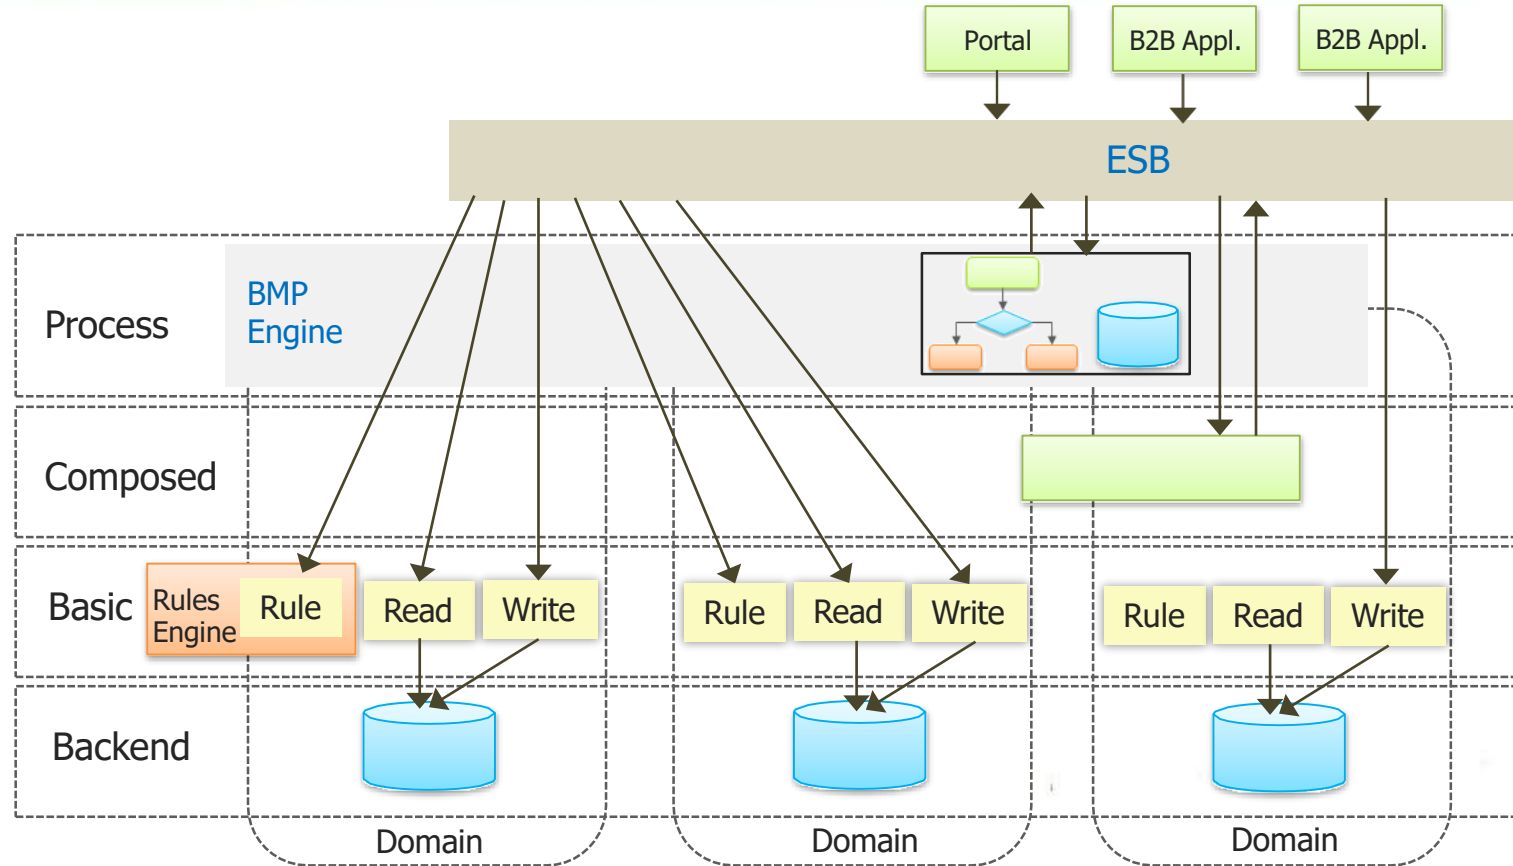 Portal
B2B Appl.
B2B Appl.
ESB
BMP
Engine
Process
Composed
Basic
Rules
Engine
Rule
Read
Write
Rule
Read
Write
Rule
Read
Write
Backend
Domain
Domain
Domain